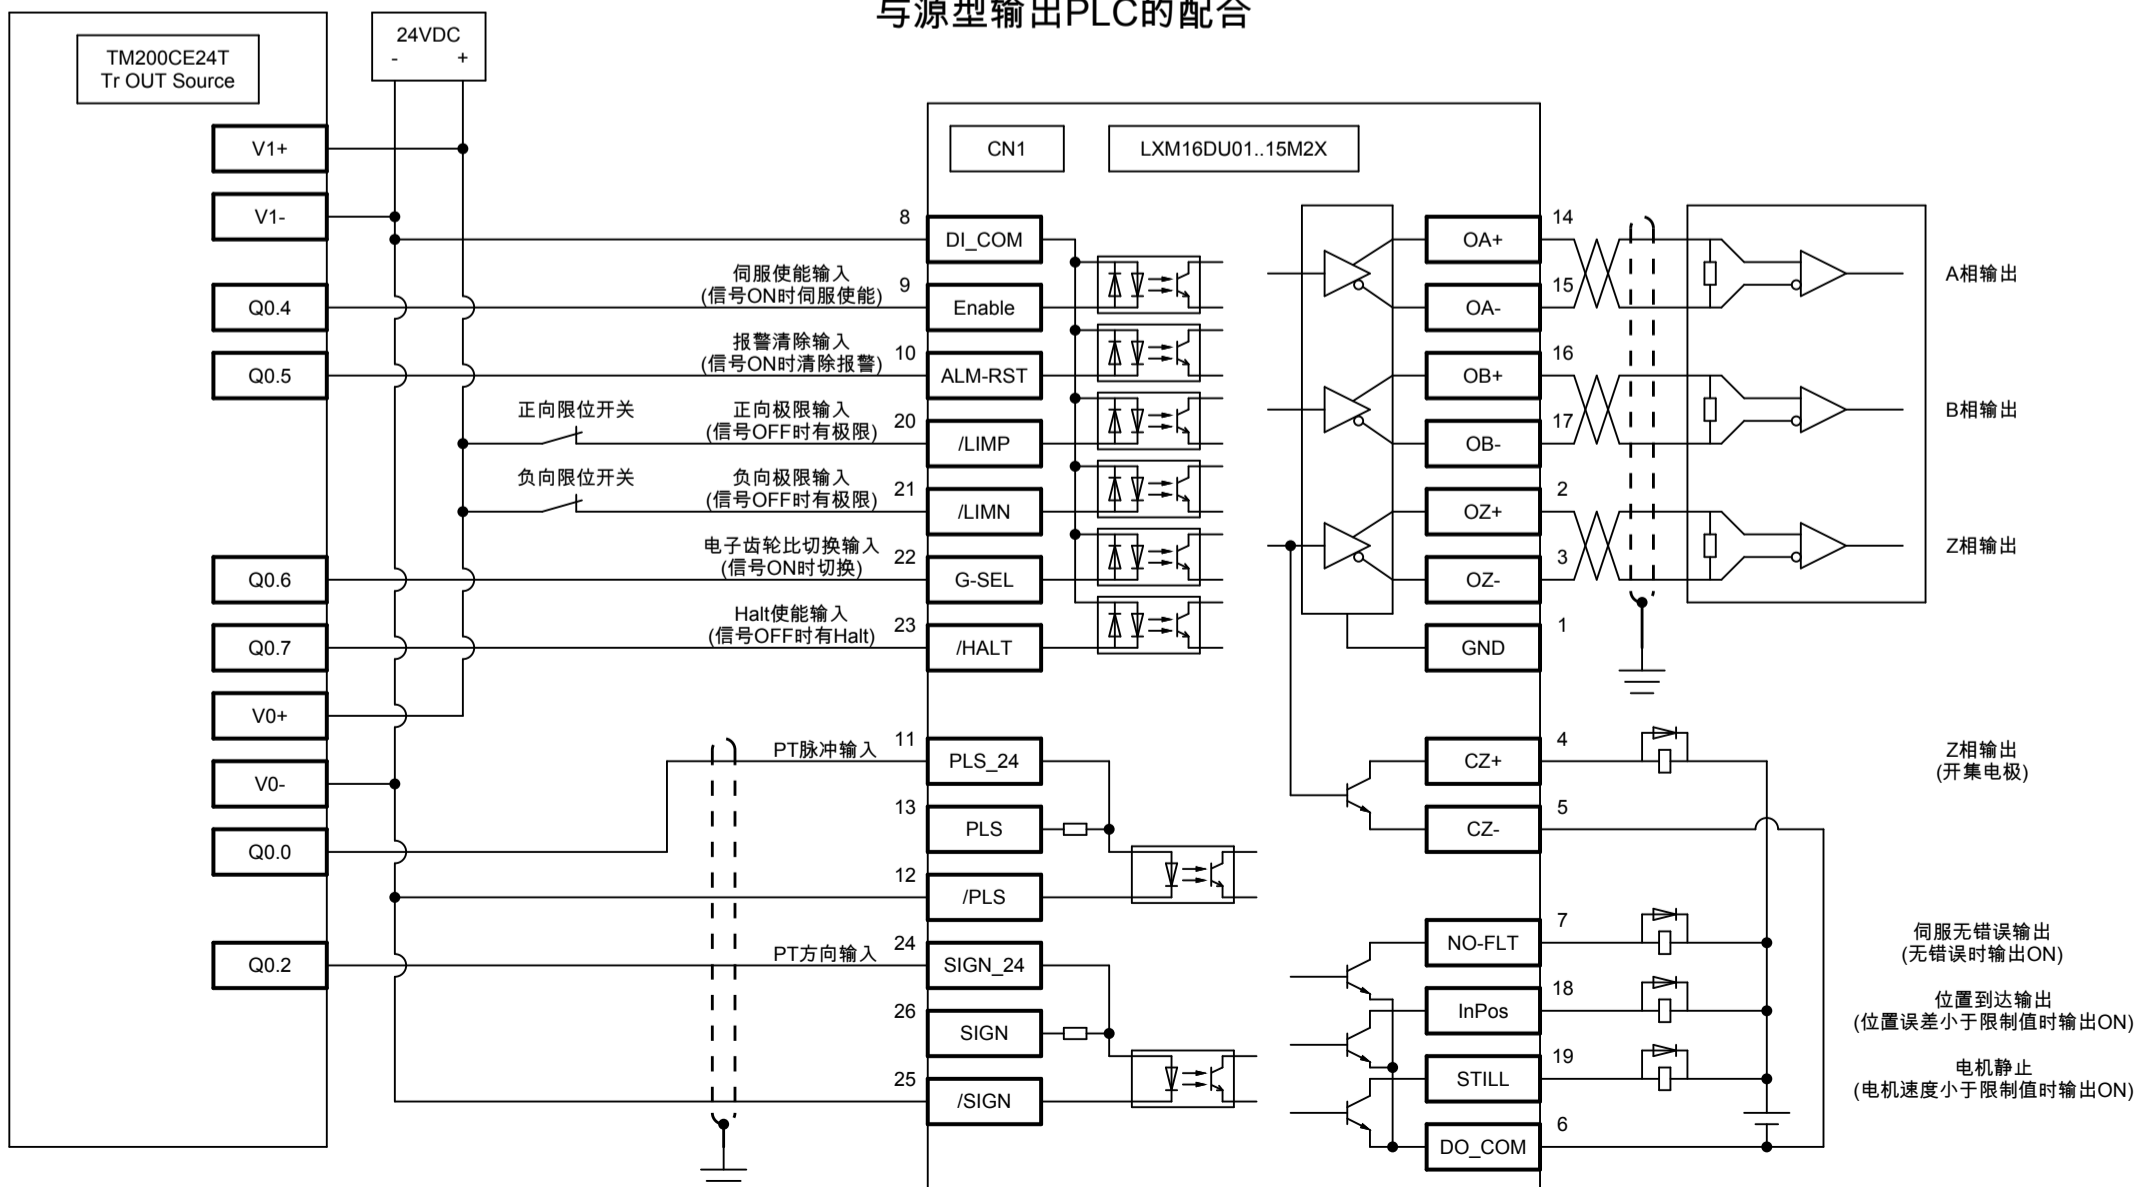 与源型输出PLC的配合
TM200CE24T
Tr OUT Source
24VDC
-
+
V1+
V1-
Q0.4
Q0.5
Q0.6
Q0.7
V0+
V0-
Q0.0
Q0.2
CN1
LXM16DU01..15M2X
8
DI_COM
伺服使能输入
(信号ON时伺服使能)
9
Enable
报警清除输入
(信号ON时清除报警)
10
ALM-RST
正向限位开关
正向极限输入
(信号OFF时有极限)
20
/LIMP
负向限位开关
负向极限输入
(信号OFF时有极限)
21
/LIMN
电子齿轮比切换输入
(信号ON时切换)
22
G-SEL
Halt使能输入
(信号OFF时有Halt)
23
/HALT
PT脉冲输入
11
PLS_24
13
PLS
12
/PLS
PT方向输入
24
SIGN_24
26
SIGN
25
/SIGN
OA+
14
OA-
15
A相输出
OB+
16
OB-
17
B相输出
OZ+
2
OZ-
3
Z相输出
GND
1
CZ+
4
Z相输出
(开集电极)
CZ-
5
NO-FLT
7
伺服无错误输出
(无错误时输出ON)
InPos
18
位置到达输出
(位置误差小于限制值时输出ON)
STILL
19
电机静止
(电机速度小于限制值时输出ON)
DO_COM
6